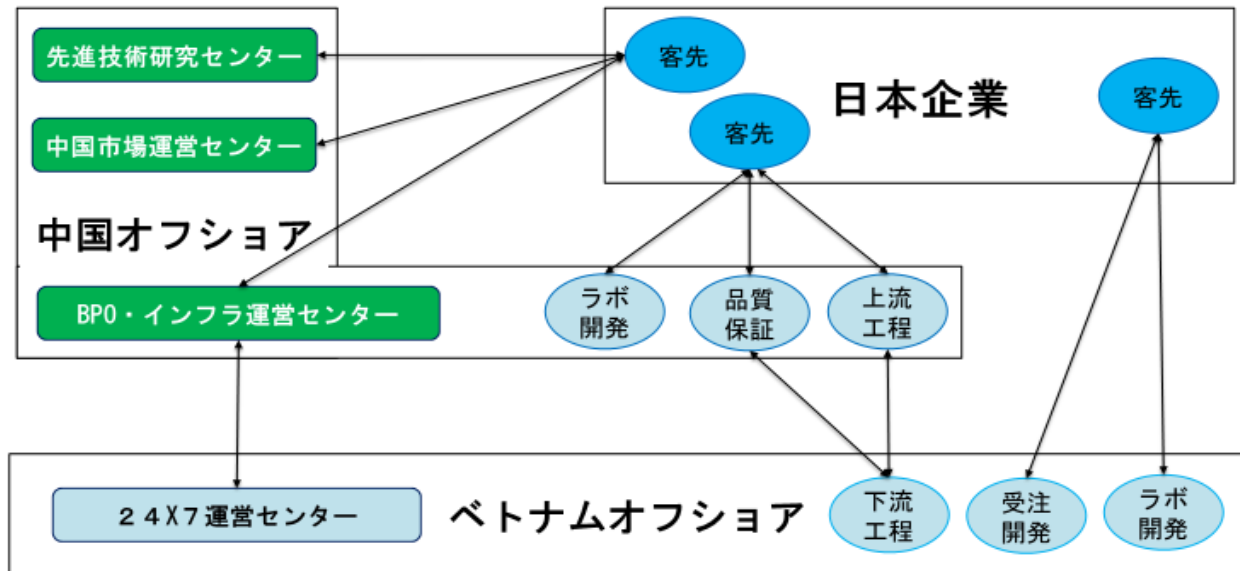 先進技術研究センター
客先
日本企業
客先
中国市場運営センター
客先
中国オフショア
BPO・インフラ運営センター
ラボ
開発
品質
保証
上流
工程
24X7運営センター
ベトナムオフショア
下流
工程
受注
開発
ラボ
開発